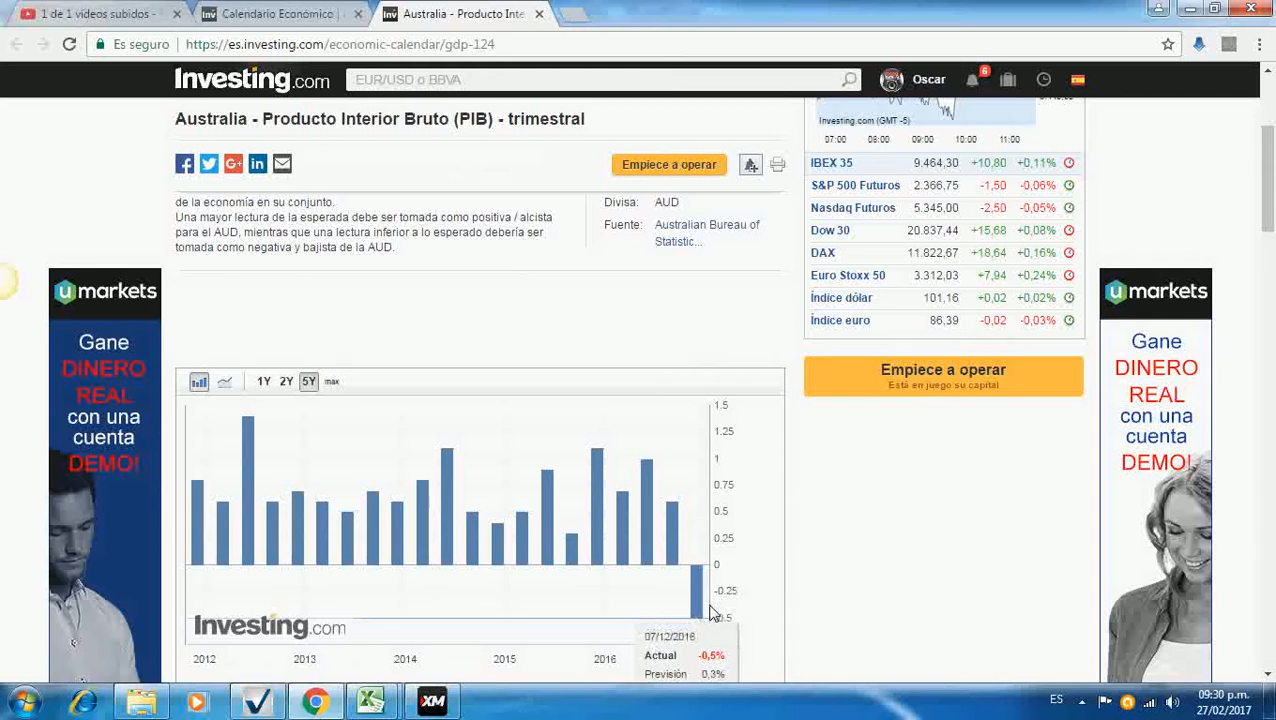 1 de 1 vídeos subidos -
Calendario Económico |
Australia - Producto Inte
Es seguro
https://es.investing.com/economic-calendar/gdp-124
Investing.com
EUR/USD o BBVA
Oscar
6
Australia - Producto Interior Bruto (PIB) - trimestral
Empiece a operar
de la economía en su conjunto.
Una mayor lectura de la esperada debe ser tomada como positiva / alcista
para el AUD, mientras que una lectura inferior a lo esperado debería ser
tomada como negativa y bajista de la AUD.
Divisa: AUD
Fuente: Australian Bureau of
Statistic...
Investing.com (GMT -5)
07:00 08:00 09:00 10:00 11:00
IBEX 35 9.464,30 +10,80 +0,11%
S&P 500 Futuros 2.366,75 -1,50 -0,06%
Nasdaq Futuros 5.345,00 -2,50 -0,05%
Dow 30 20.837,44 +15,68 +0,08%
DAX 11.822,67 +18,64 +0,16%
Euro Stoxx 50 3.312,03 +7,94 +0,24%
Índice dólar 101,16 +0,02 +0,02%
Índice euro 86,39 -0,02 -0,03%
Empiece a operar
Está en juego su capital
umarkets
Gane
DINERO
REAL
con una
cuenta
DEMO!
1Y 2Y 5Y max
1.5
1.25
1
0.75
0.5
0.25
0
-0.25
Investing.com
2012 2013 2014 2015 2016
07/12/2016
Actual -0,5%
Previsión 0,3%
umarkets
Gane
DINERO
REAL
con una
cuenta
DEMO!
XM
ES
09:30 p.m.
27/02/2017